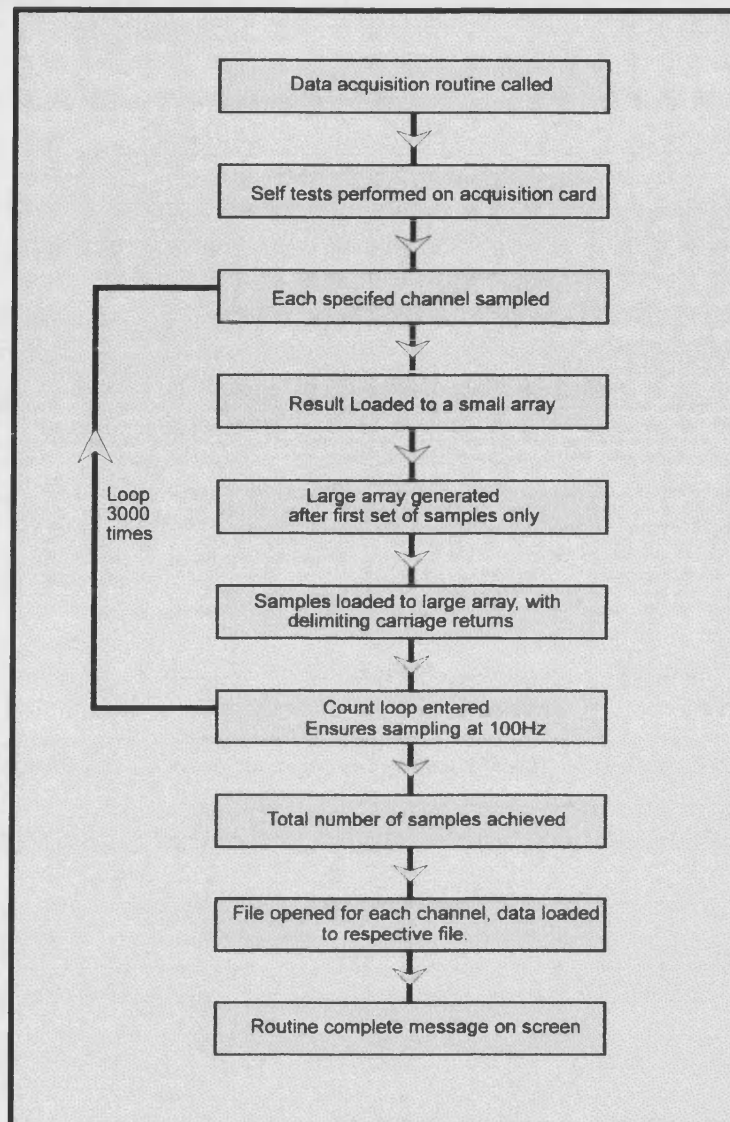 Data acquisition routine called
Self tests performed on acquisition card
Each specifed channel sampled
Result Loaded to a small array
Large array generated
after first set of samples only
Loop
3000
times
Samples loaded to large array, with
delimiting carriage returns
Count loop entered
Ensures sampling at 100Hz
Total number of samples achieved
File opened for each channel, data loaded
to respective file.
Routine complete message on screen